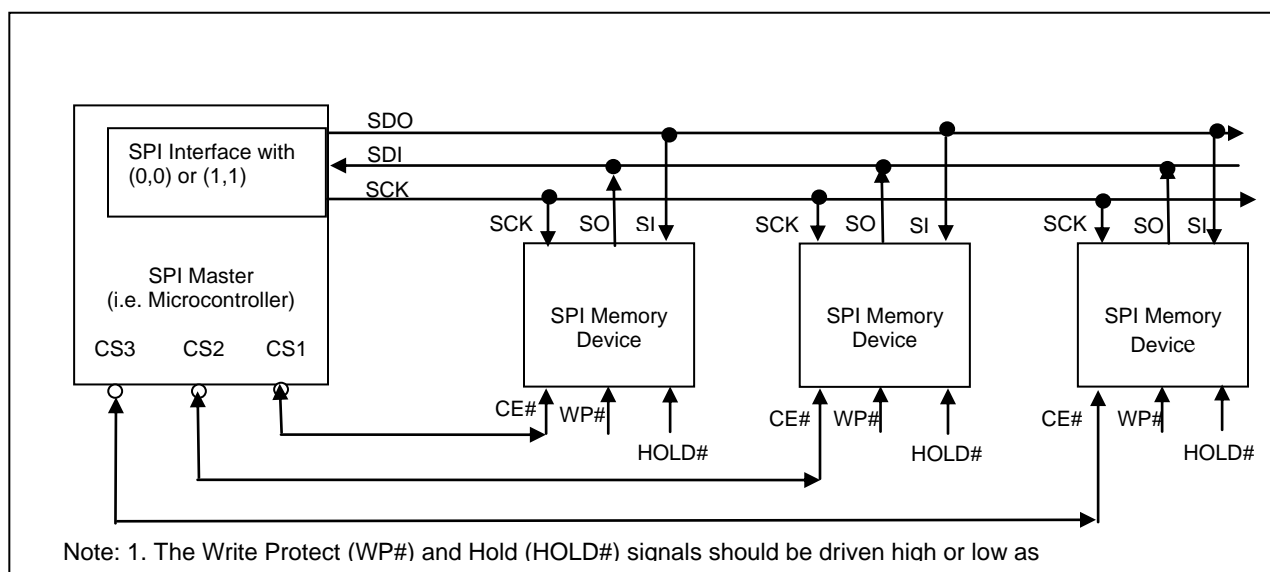 SDO
SPI Interface with
(0,0) or (1,1)
SDI
SCK
SCK SO SI
SCK SO SI
SCK SO SI
SPI Master
(i.e. Microcontroller)
SPI Memory
Device
SPI Memory
Device
SPI Memory
Device
CS3 CS2 CS1
CE# WP#
HOLD#
CE# WP#
HOLD#
CE# WP#
HOLD#
Note: 1. The Write Protect (WP#) and Hold (HOLD#) signals should be driven high or low as